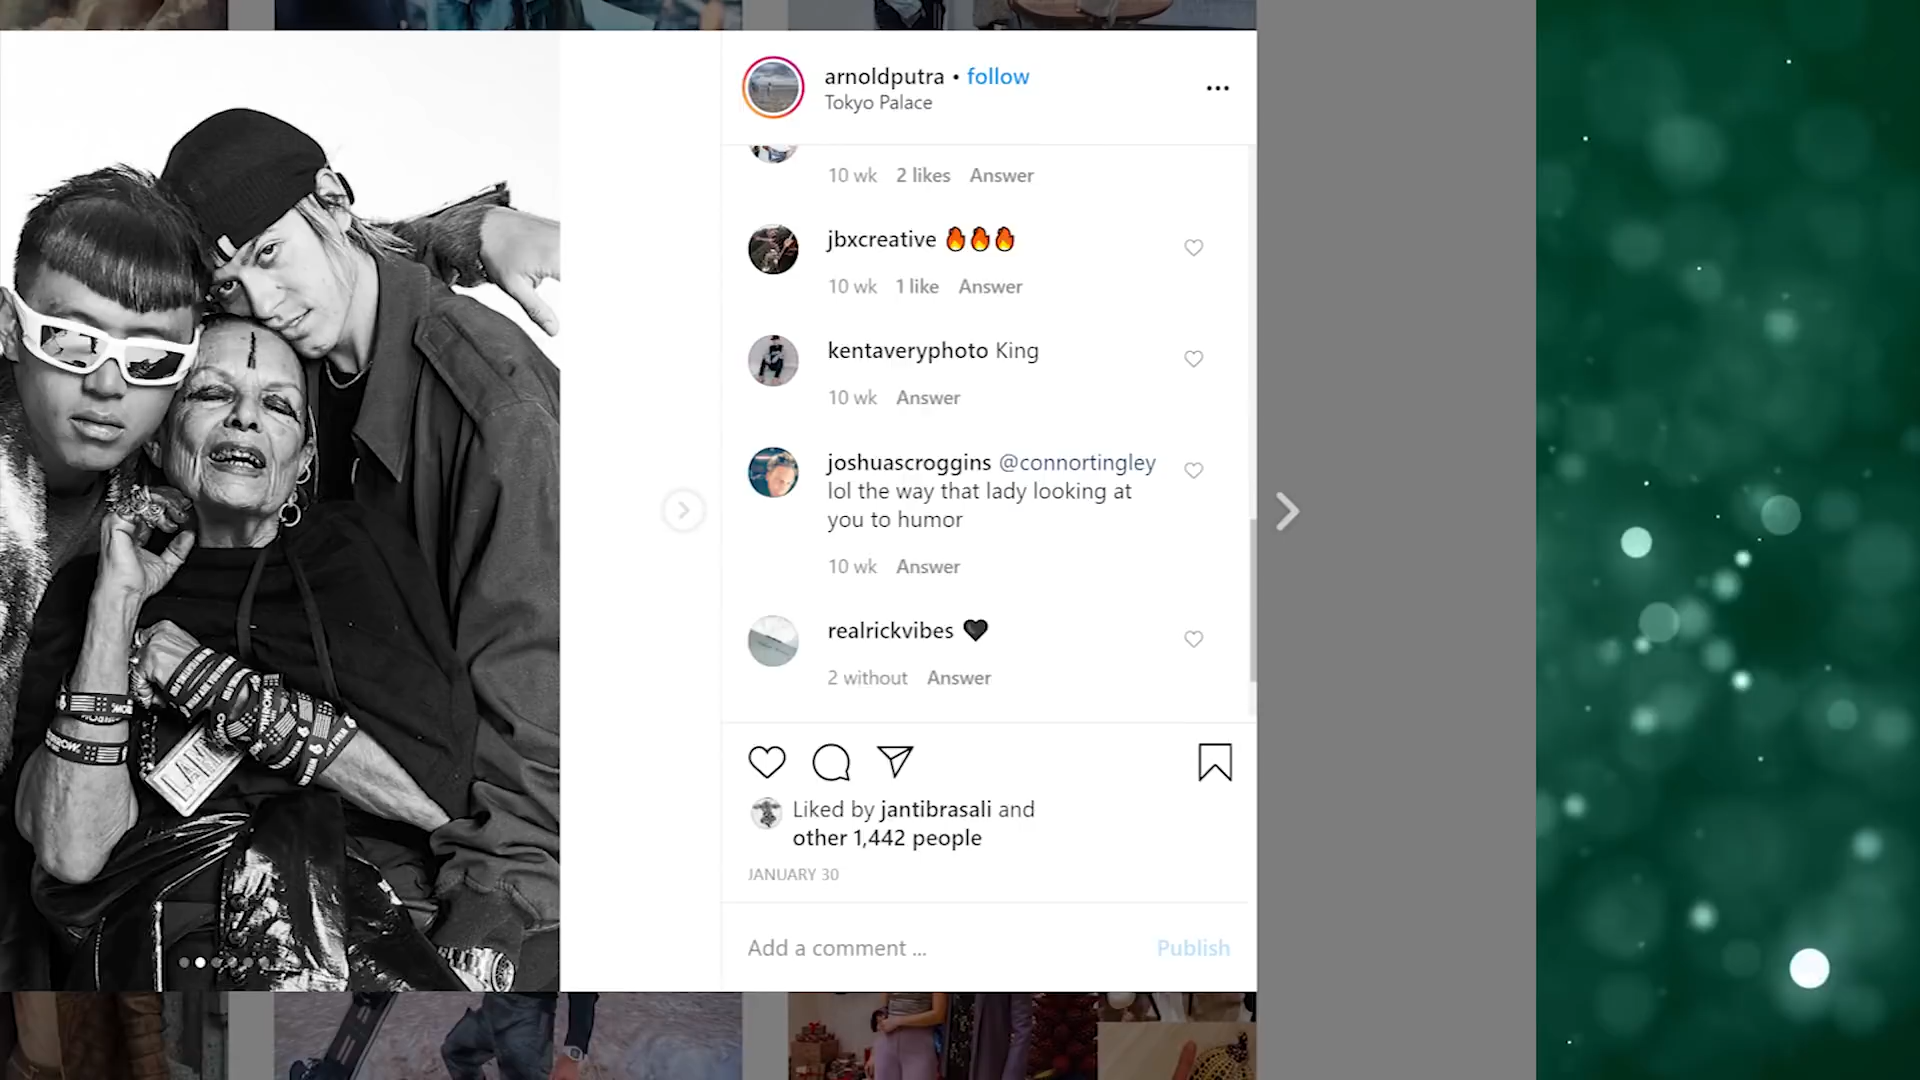 arnoldputra • follow
Tokyo Palace
10 wk 2 likes Answer
jbxcreative 🔥🔥🔥
10 wk 1 like Answer
kentaveryphoto King
10 wk Answer
joshuascroggins @connortingley
lol the way that lady looking at
you to humor
10 wk Answer
realrickvibes 🖤
2 without Answer
Liked by jantibrasali and
other 1,442 people
JANUARY 30
Add a comment ...
Publish